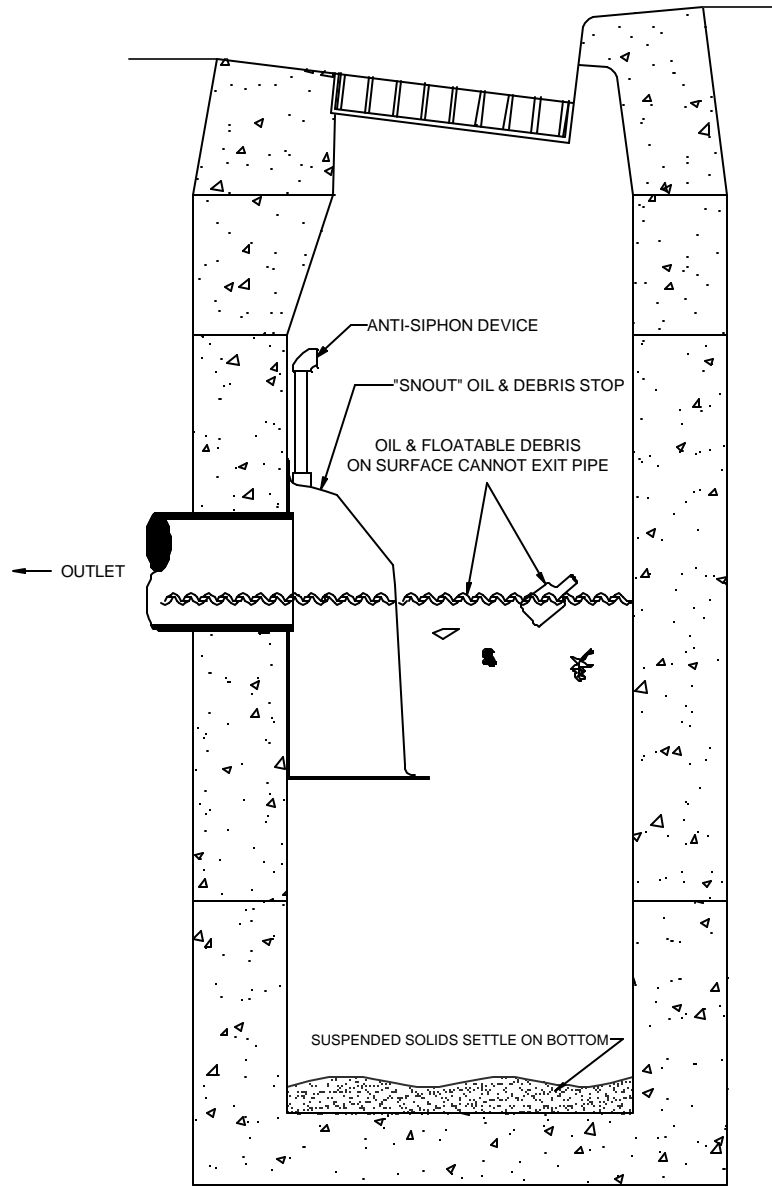 ANTI-SIPHON DEVICE
"SNOUT" OIL & DEBRIS STOP
OIL & FLOATABLE DEBRIS
ON SURFACE CANNOT EXIT PIPE
OUTLET
SUSPENDED SOLIDS SETTLE ON BOTTOM